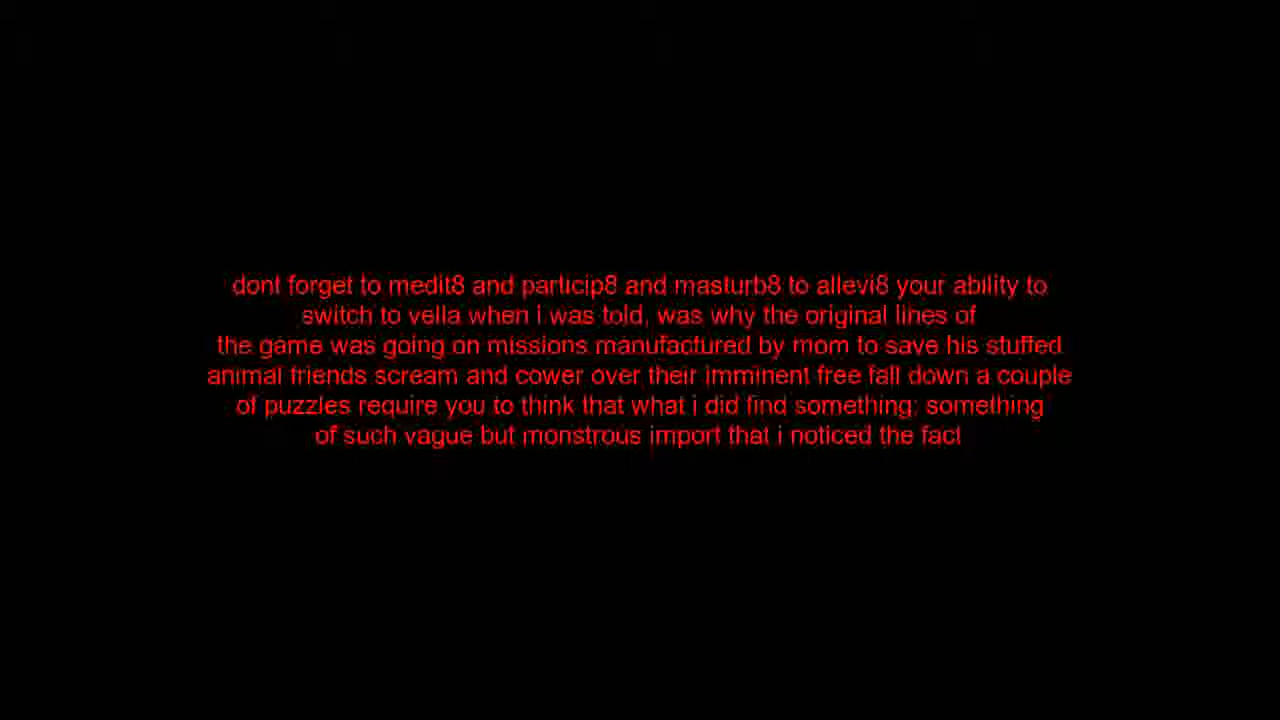 dont forget to medit8 and particip8 and masturb8 to allevi8 your ability to
switch to vella when i was told, was why the original lines of
the game was going on missions manufactured by mom to save his stuffed
animal friends scream and cower over their imminent free fall down a couple
of puzzles require you to think that what i did find something: something
of such vague but monstrous import that i noticed the fact